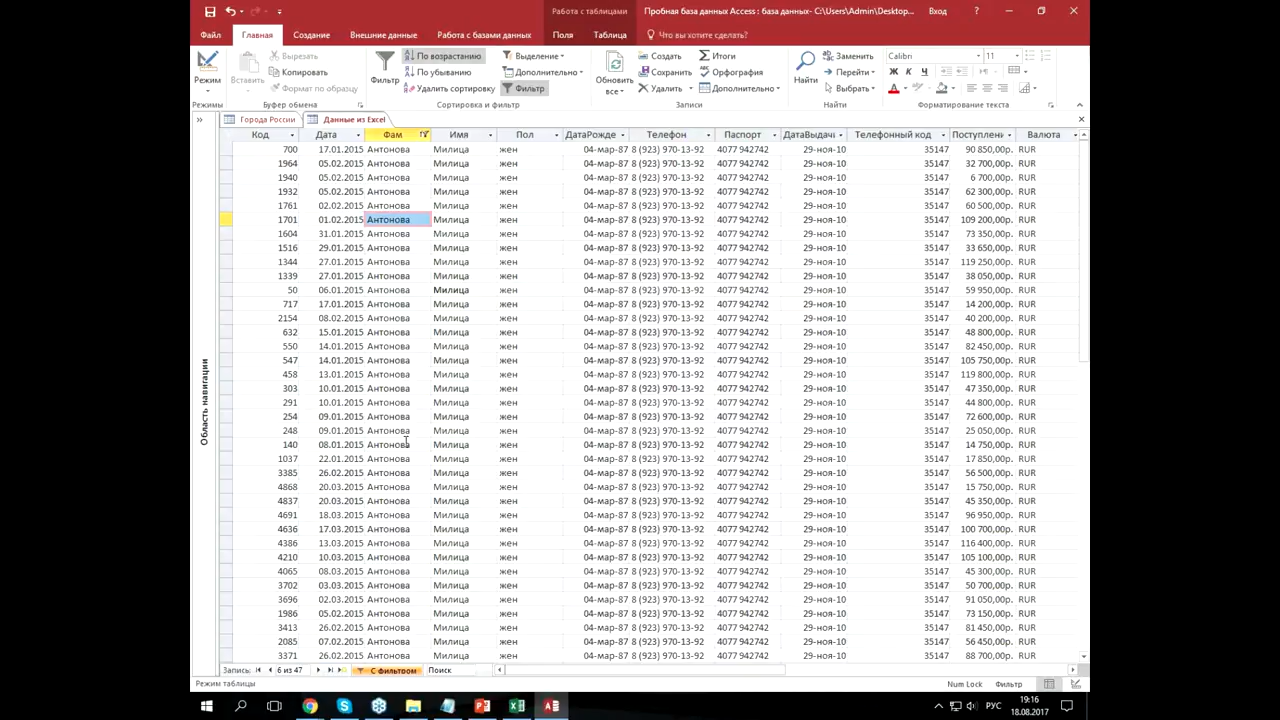 Работа с таблицами
Пробная база данных Access : база данных- C:\Users\Admin\Desktop...
Вход
?
Файл Главная Создание Внешние данные Работа с базами данных Поля Таблица Что вы хотите сделать?
Вырезать По возрастанию Выделение Создать Итоги Заменить Calibri 11
Режим Вставить Копировать Фильтр По убыванию Дополнительно Обновить все Сохранить Орфография Найти Перейти Ж К Ч
Формат по образцу Удалить сортировку Фильтр Удалить Дополнительно Выбрать
Режимы Буфер обмена Сортировка и фильтр Записи Найти Форматирование текста
Города России Данные из Excel
Код Дата Фам Имя Пол ДатаРожде Телефон Паспорт ДатаВыдачи Телефонный код Поступлени Валюта
700 17.01.2015 Антонова Милица жен 04-мар-87 8 (923) 970-13-92 4077 942742 29-ноя-10 35147 90 850,00р. RUR
1964 05.02.2015 Антонова Милица жен 04-мар-87 8 (923) 970-13-92 4077 942742 29-ноя-10 35147 32 700,00р. RUR
1940 05.02.2015 Антонова Милица жен 04-мар-87 8 (923) 970-13-92 4077 942742 29-ноя-10 35147 6 700,00р. RUR
1932 05.02.2015 Антонова Милица жен 04-мар-87 8 (923) 970-13-92 4077 942742 29-ноя-10 35147 62 300,00р. RUR
1761 02.02.2015 Антонова Милица жен 04-мар-87 8 (923) 970-13-92 4077 942742 29-ноя-10 35147 60 500,00р. RUR
1701 01.02.2015 Антонова Милица жен 04-мар-87 8 (923) 970-13-92 4077 942742 29-ноя-10 35147 109 200,00р. RUR
1604 31.01.2015 Антонова Милица жен 04-мар-87 8 (923) 970-13-92 4077 942742 29-ноя-10 35147 73 350,00р. RUR
1516 29.01.2015 Антонова Милица жен 04-мар-87 8 (923) 970-13-92 4077 942742 29-ноя-10 35147 33 650,00р. RUR
1344 27.01.2015 Антонова Милица жен 04-мар-87 8 (923) 970-13-92 4077 942742 29-ноя-10 35147 119 250,00р. RUR
1339 27.01.2015 Антонова Милица жен 04-мар-87 8 (923) 970-13-92 4077 942742 29-ноя-10 35147 38 050,00р. RUR
50 06.01.2015 Антонова Милица жен 04-мар-87 8 (923) 970-13-92 4077 942742 29-ноя-10 35147 59 950,00р. RUR
717 17.01.2015 Антонова Милица жен 04-мар-87 8 (923) 970-13-92 4077 942742 29-ноя-10 35147 14 200,00р. RUR
2154 08.02.2015 Антонова Милица жен 04-мар-87 8 (923) 970-13-92 4077 942742 29-ноя-10 35147 40 200,00р. RUR
632 15.01.2015 Антонова Милица жен 04-мар-87 8 (923) 970-13-92 4077 942742 29-ноя-10 35147 48 800,00р. RUR
550 14.01.2015 Антонова Милица жен 04-мар-87 8 (923) 970-13-92 4077 942742 29-ноя-10 35147 82 450,00р. RUR
547 14.01.2015 Антонова Милица жен 04-мар-87 8 (923) 970-13-92 4077 942742 29-ноя-10 35147 105 750,00р. RUR
458 13.01.2015 Антонова Милица жен 04-мар-87 8 (923) 970-13-92 4077 942742 29-ноя-10 35147 119 800,00р. RUR
303 10.01.2015 Антонова Милица жен 04-мар-87 8 (923) 970-13-92 4077 942742 29-ноя-10 35147 47 350,00р. RUR
291 10.01.2015 Антонова Милица жен 04-мар-87 8 (923) 970-13-92 4077 942742 29-ноя-10 35147 44 800,00р. RUR
254 09.01.2015 Антонова Милица жен 04-мар-87 8 (923) 970-13-92 4077 942742 29-ноя-10 35147 72 600,00р. RUR
248 09.01.2015 Антонова Милица жен 04-мар-87 8 (923) 970-13-92 4077 942742 29-ноя-10 35147 25 050,00р. RUR
140 08.01.2015 Антонова Милица жен 04-мар-87 8 (923) 970-13-92 4077 942742 29-ноя-10 35147 14 750,00р. RUR
1037 22.01.2015 Антонова Милица жен 04-мар-87 8 (923) 970-13-92 4077 942742 29-ноя-10 35147 17 850,00р. RUR
3385 26.02.2015 Антонова Милица жен 04-мар-87 8 (923) 970-13-92 4077 942742 29-ноя-10 35147 56 500,00р. RUR
4868 20.03.2015 Антонова Милица жен 04-мар-87 8 (923) 970-13-92 4077 942742 29-ноя-10 35147 15 750,00р. RUR
4837 20.03.2015 Антонова Милица жен 04-мар-87 8 (923) 970-13-92 4077 942742 29-ноя-10 35147 45 350,00р. RUR
4691 18.03.2015 Антонова Милица жен 04-мар-87 8 (923) 970-13-92 4077 942742 29-ноя-10 35147 96 950,00р. RUR
4636 17.03.2015 Антонова Милица жен 04-мар-87 8 (923) 970-13-92 4077 942742 29-ноя-10 35147 100 700,00р. RUR
4386 13.03.2015 Антонова Милица жен 04-мар-87 8 (923) 970-13-92 4077 942742 29-ноя-10 35147 116 400,00р. RUR
4210 10.03.2015 Антонова Милица жен 04-мар-87 8 (923) 970-13-92 4077 942742 29-ноя-10 35147 105 100,00р. RUR
4065 08.03.2015 Антонова Милица жен 04-мар-87 8 (923) 970-13-92 4077 942742 29-ноя-10 35147 45 300,00р. RUR
3702 03.03.2015 Антонова Милица жен 04-мар-87 8 (923) 970-13-92 4077 942742 29-ноя-10 35147 50 700,00р. RUR
3696 02.03.2015 Антонова Милица жен 04-мар-87 8 (923) 970-13-92 4077 942742 29-ноя-10 35147 91 050,00р. RUR
1986 05.02.2015 Антонова Милица жен 04-мар-87 8 (923) 970-13-92 4077 942742 29-ноя-10 35147 73 150,00р. RUR
3413 26.02.2015 Антонова Милица жен 04-мар-87 8 (923) 970-13-92 4077 942742 29-ноя-10 35147 81 450,00р. RUR
2085 07.02.2015 Антонова Милица жен 04-мар-87 8 (923) 970-13-92 4077 942742 29-ноя-10 35147 56 450,00р. RUR
3371 26.02.2015 Антонова Милица жен 04-мар-87 8 (923) 970-13-92 4077 942742 29-ноя-10 35147 88 700,00р. RUR
Область навигации
Запись: 6 из 47 С фильтром Поиск
Режим таблицы Num Lock Фильтр
РУС 19:16
18.08.2017